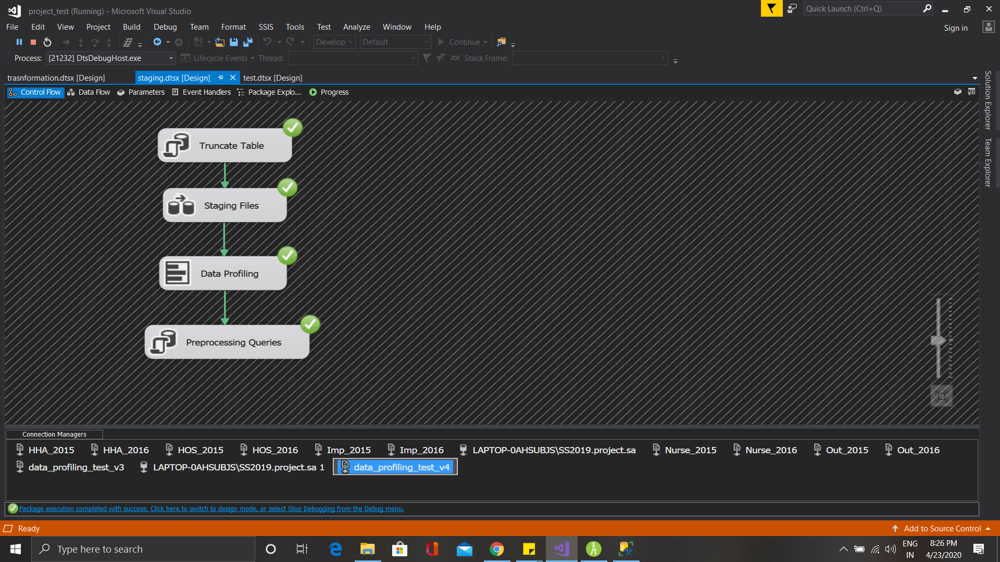 project_test (Running) - Microsoft Visual Studio
Quick Launch (Ctrl+Q)
File Edit View Project Build Debug Team Format SSIS Tools Test Analyze Window Help
Sign in
Develop Default Continue
Process: [21232] DtsDebugHost.exe Lifecycle Events Thread: Stack Frame:
trasnformation.dtsx [Design] staging.dtsx [Design] test.dtsx [Design]
Control Flow Data Flow Parameters Event Handlers Package Explo... Progress
Solution Explorer
Team Explorer
Truncate Table
Staging Files
Data Profiling
Preprocessing Queries
Connection Managers
HHA_2015 HHA_2016 HOS_2015 HOS_2016 Imp_2015 Imp_2016 LAPTOP-0AHSUBJS\SS2019.project.sa Nurse_2015 Nurse_2016 Out_2015 Out_2016
data_profiling_test_v3 LAPTOP-0AHSUBJS\SS2019.project.sa 1 data_profiling_test_v4
Package execution completed with success. Click here to switch to design mode, or select Stop Debugging from the Debug menu.
Ready
Add to Source Control
Type here to search
ENG
IN
8:26 PM
4/23/2020